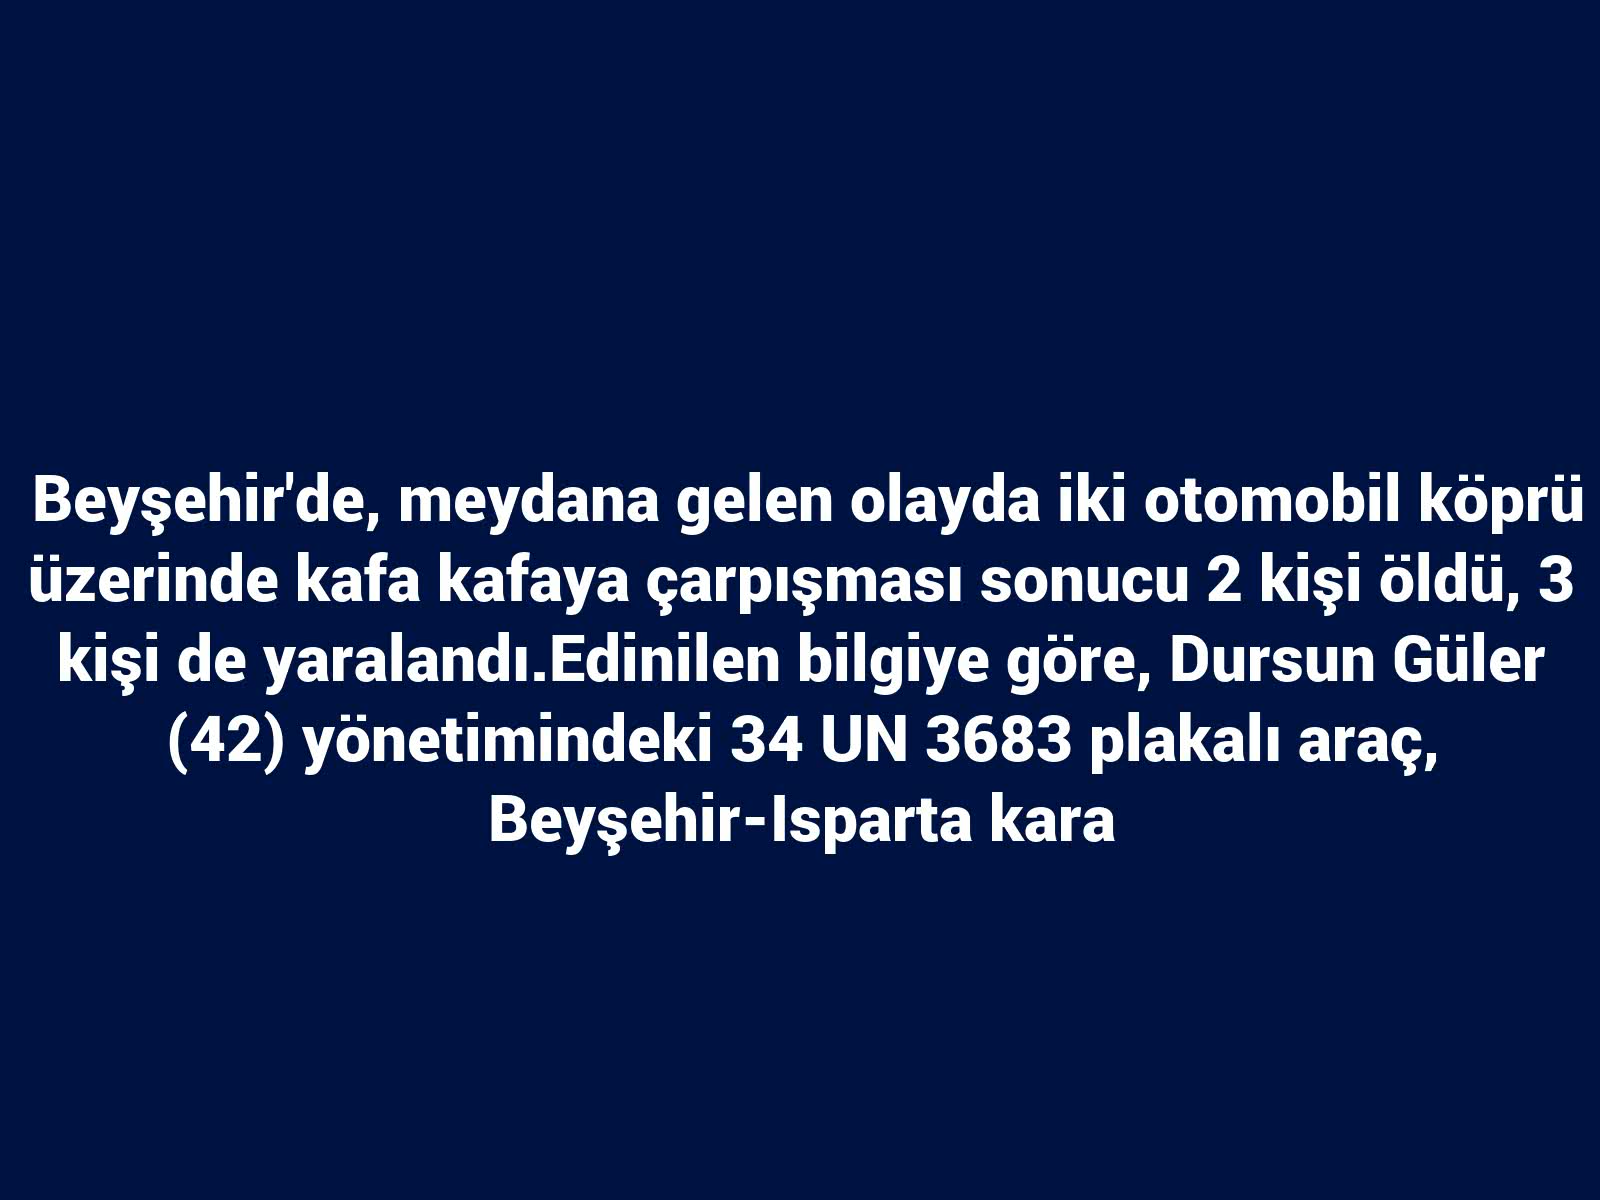 Beyşehir'de, meydana gelen olayda iki otomobil köprü
üzerinde kafa kafaya çarpışması sonucu 2 kişi öldü, 3
kişi de yaralandı.Edinilen bilgiye göre, Dursun Güler
(42) yönetimindeki 34 UN 3683 plakalı araç,
Beyşehir-Isparta kara